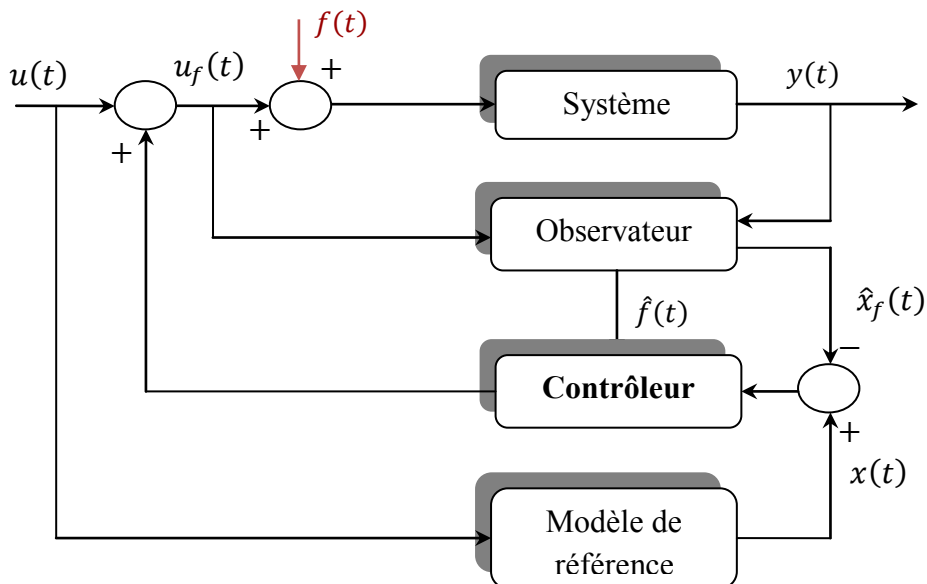 f(t)
u(t)
u_f(t)
+
y(t)
Système
+
+
Observateur
x̂_f(t)
f̂(t)
−
Contrôleur
+
x(t)
Modèle de
référence